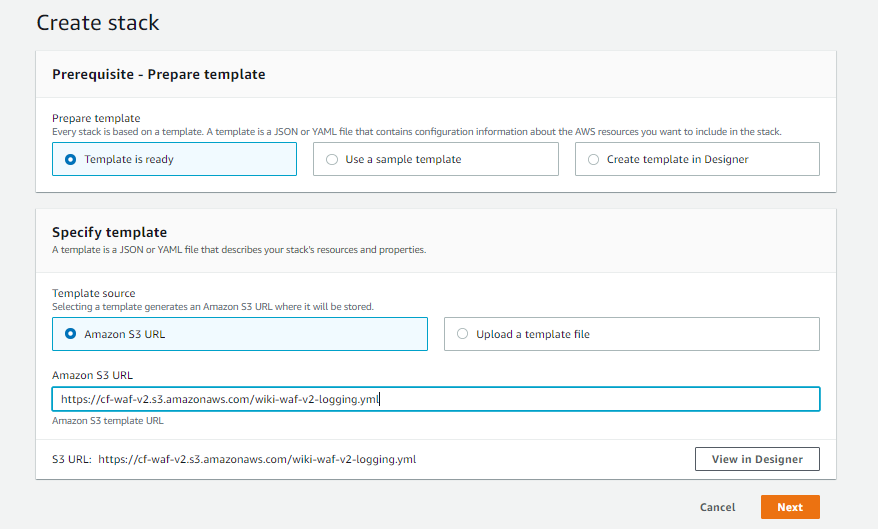 Create stack
Prerequisite - Prepare template
Prepare template
Every stack is based on a template. A template is a JSON or YAML file that contains configuration information about the AWS resources you want to include in the stack.
Template is ready
Use a sample template
Create template in Designer
Specify template
A template is a JSON or YAML file that describes your stack's resources and properties.
Template source
Selecting a template generates an Amazon S3 URL where it will be stored.
Amazon S3 URL
Upload a template file
Amazon S3 URL
https://cf-waf-v2.s3.amazonaws.com/wiki-waf-v2-logging.yml
Amazon S3 template URL
S3 URL: https://cf-waf-v2.s3.amazonaws.com/wiki-waf-v2-logging.yml
View in Designer
Cancel
Next